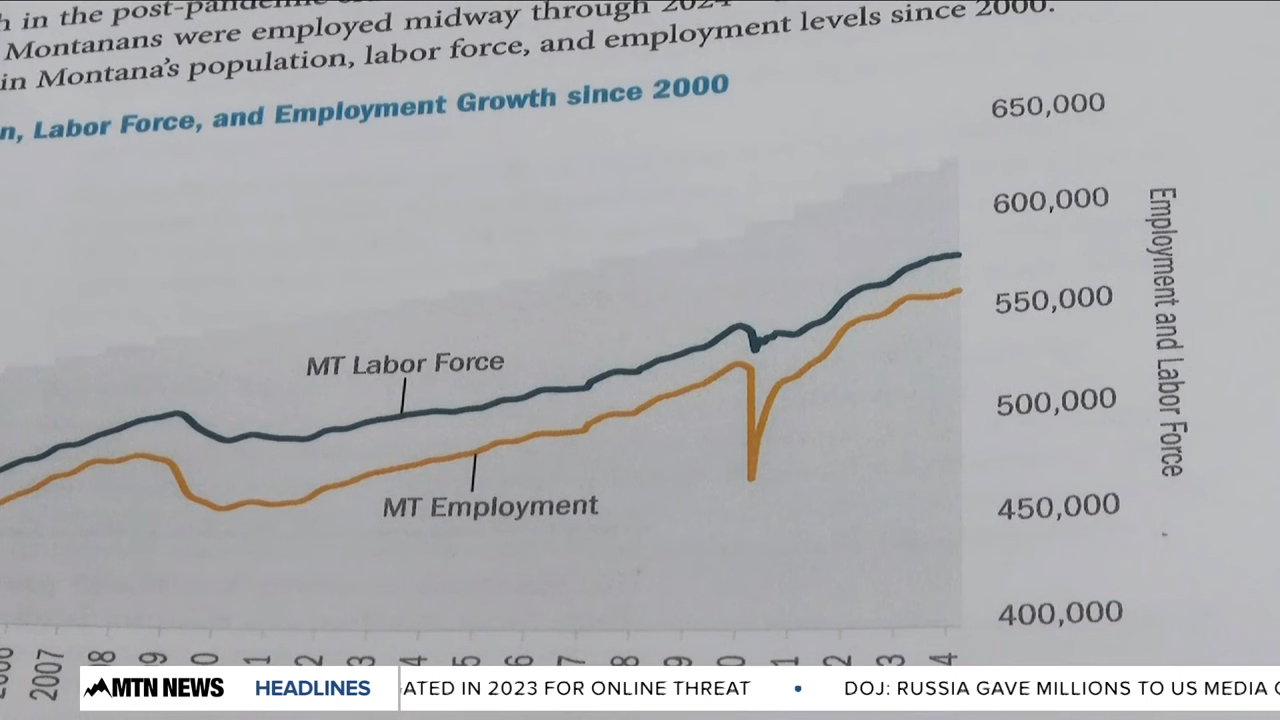 h in the
Montanans were employed midway through
in Montana's population, labor force, and employment levels since 2000.
n, Labor Force, and Employment Growth since 2000
650,000
600,000
550,000
500,000
450,000
400,000
Employment and Labor Force
MT Labor Force
MT Employment
2007
MTN NEWS HEADLINES ATED IN 2023 FOR ONLINE THREAT • DOJ: RUSSIA GAVE MILLIONS TO US MEDIA